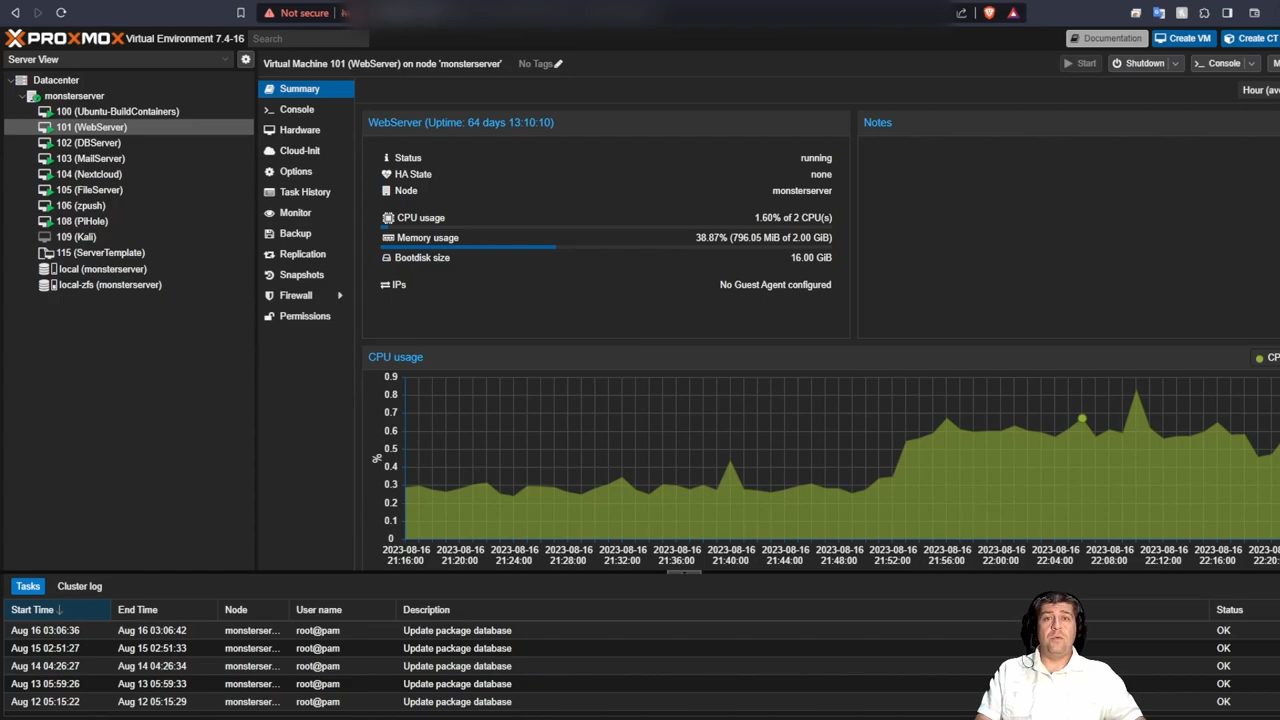 Not secure
PROXMOX Virtual Environment 7.4-16 Search
Documentation Create VM Create CT
Server View
Virtual Machine 101 (WebServer) on node 'monsterserver' No Tags
Start Shutdown Console
Datacenter
monsterserver
100 (Ubuntu-BuildContainers)
101 (WebServer)
102 (DBServer)
103 (MailServer)
104 (Nextcloud)
105 (FileServer)
106 (zpush)
108 (PiHole)
109 (Kali)
115 (ServerTemplate)
local (monsterserver)
local-zfs (monsterserver)
Summary
Console
Hardware
Cloud-Init
Options
Task History
Monitor
Backup
Replication
Snapshots
Firewall
Permissions
Hour (ave
WebServer (Uptime: 64 days 13:10:10)
Status running
HA State none
Node monsterserver
CPU usage 1.60% of 2 CPU(s)
Memory usage 38.87% (796.05 MiB of 2.00 GiB)
Bootdisk size 16.00 GiB
IPs No Guest Agent configured
Notes
CPU usage
CP
0.9
0.8
0.7
0.6
0.5
0.4
0.3
0.2
0.1
0
%
2023-08-16 2023-08-16 2023-08-16 2023-08-16 2023-08-16 2023-08-16 2023-08-16 2023-08-16 2023-08-16 2023-08-16 2023-08-16 2023-08-16 2023-08-16 2023-08-16 2023-08-16 2023-08-16 2023-0
21:16:00 21:20:00 21:24:00 21:28:00 21:32:00 21:36:00 21:40:00 21:44:00 21:48:00 21:52:00 21:56:00 22:00:00 22:04:00 22:08:00 22:12:00 22:16:00 22:20:
Tasks Cluster log
Start Time End Time Node User name Description Status
Aug 16 03:06:36 Aug 16 03:06:42 monsterser... root@pam Update package database OK
Aug 15 02:51:27 Aug 15 02:51:33 monsterser... root@pam Update package database OK
Aug 14 04:26:27 Aug 14 04:26:34 monsterser... root@pam Update package database OK
Aug 13 05:59:26 Aug 13 05:59:33 monsterser... root@pam Update package database OK
Aug 12 05:15:22 Aug 12 05:15:29 monsterser... root@pam Update package database OK